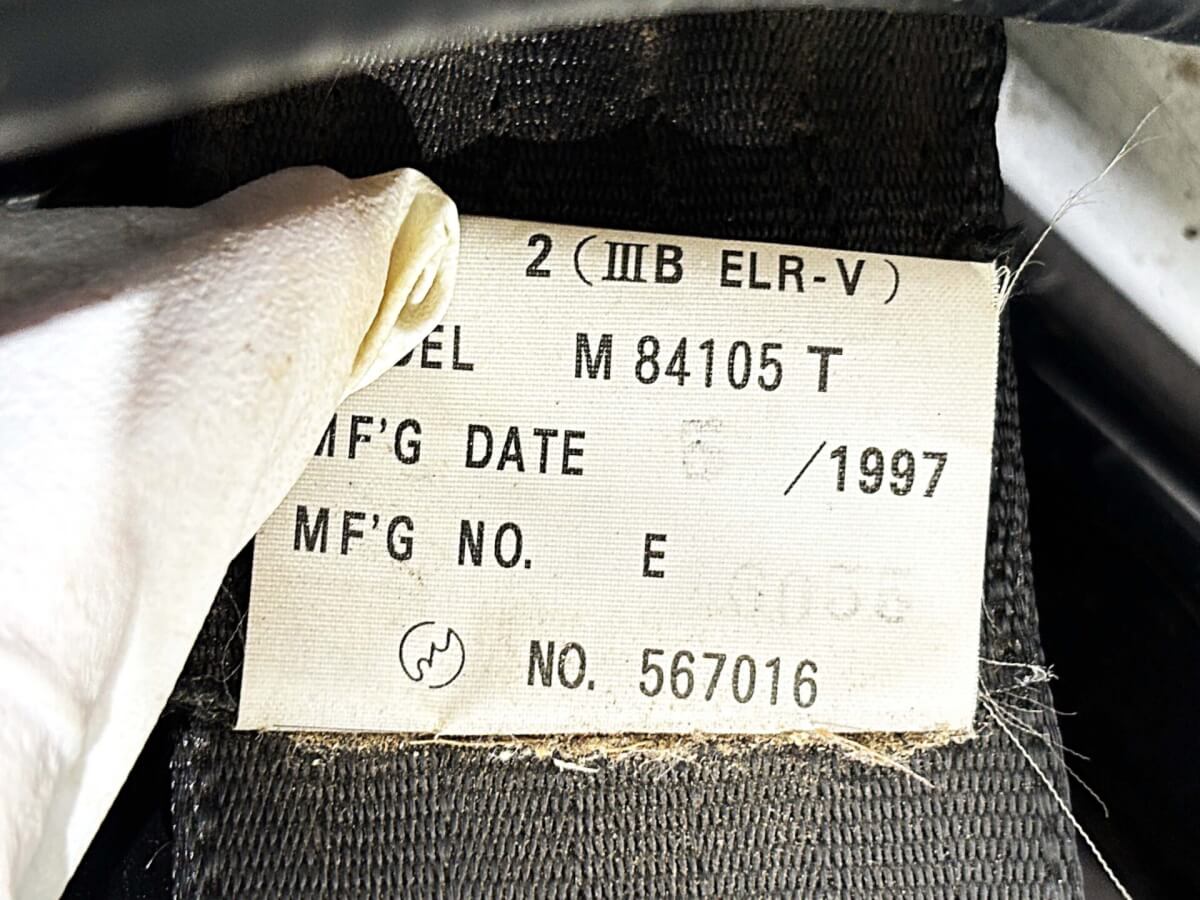 2 (ⅢB ELR-V)
DEL M 84105 T
MF'G DATE /1997
MF'G NO. E
NO. 567016